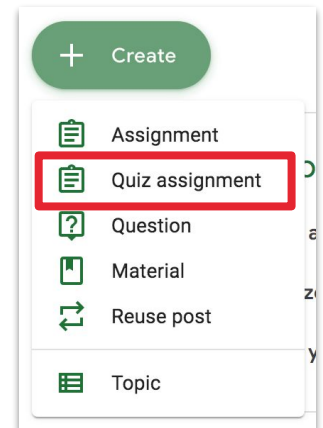 Create
Assignment
Quiz assignment
Question
Material
Reuse post
Topic